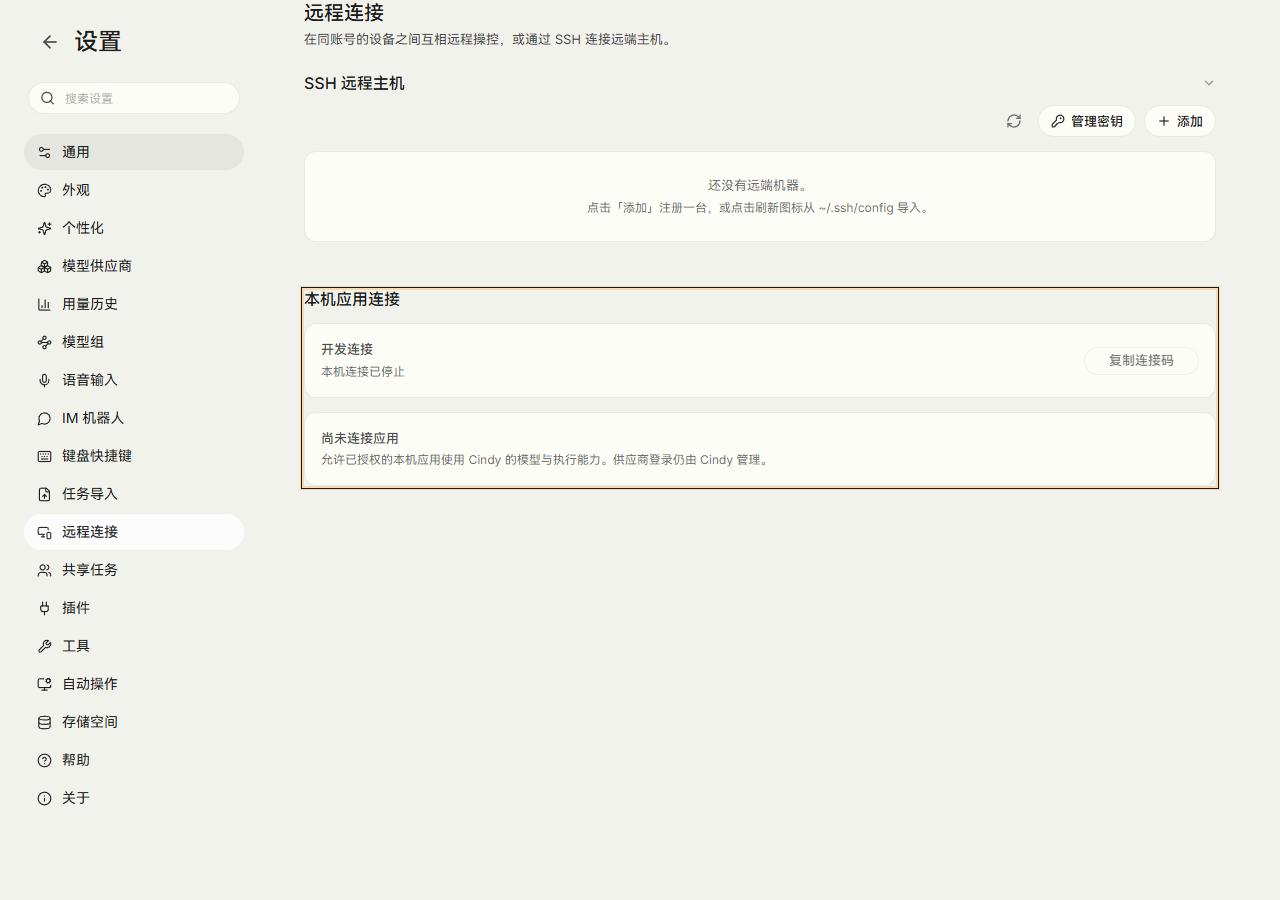 设置
搜索设置
通用
外观
个性化
模型供应商
用量历史
模型组
语音输入
IM 机器人
键盘快捷键
任务导入
远程连接
共享任务
插件
工具
自动操作
存储空间
帮助
关于
远程连接
在同账号的设备之间互相远程操控，或通过 SSH 连接远端主机。
SSH 远程主机
管理密钥
添加
还没有远端机器。
点击「添加」注册一台，或点击刷新图标从 ~/.ssh/config 导入。
本机应用连接
开发连接
本机连接已停止
复制连接码
尚未连接应用
允许已授权的本机应用使用 Cindy 的模型与执行能力。供应商登录仍由 Cindy 管理。